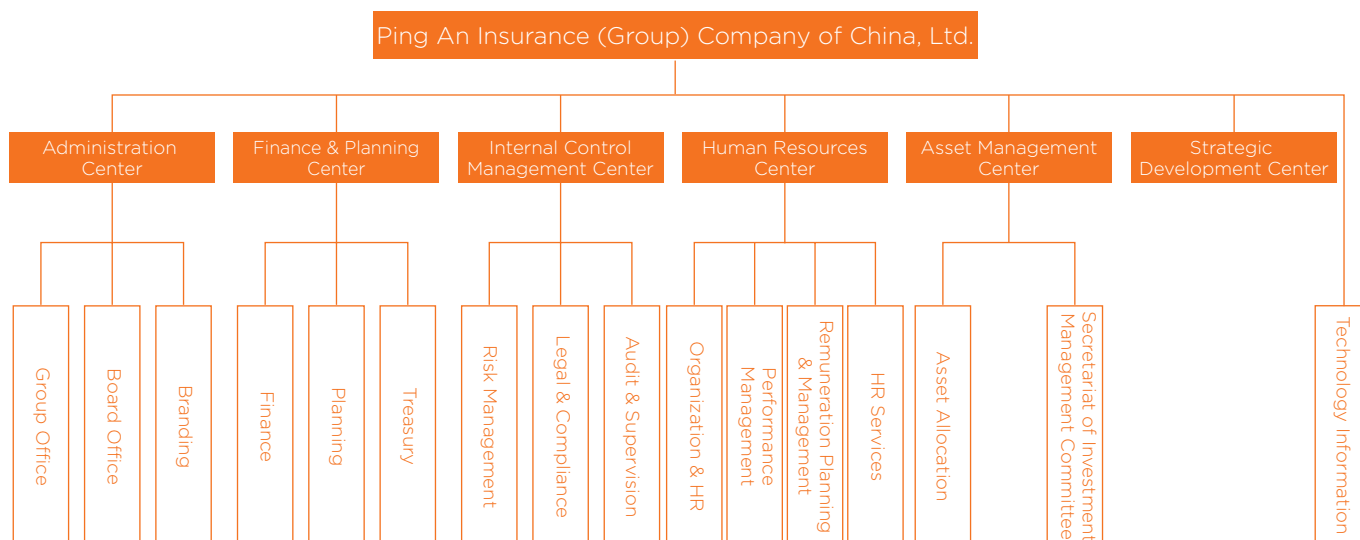 Ping An Insurance (Group) Company of China, Ltd.
Administration
Center
Finance & Planning
Center
Internal Control
Management Center
Human Resources
Center
Asset Management
Center
Strategic
Development Center
Group Office
Board Office
Branding
Finance
Planning
Treasury
Risk Management
Legal & Compliance
Audit & Supervision
Organization & HR
Performance
Management
Remuneration Planning
& Management
HR Services
Asset Allocation
Secretariat of Investment
Management Committee
Technology Information